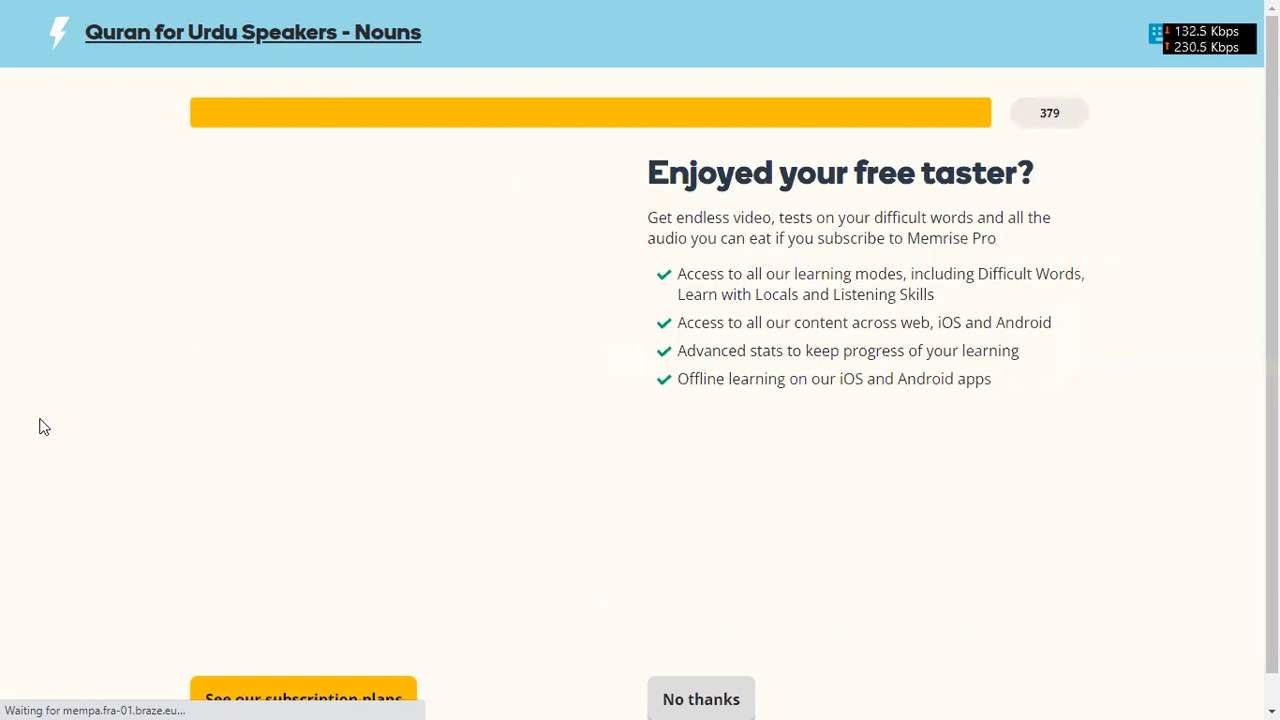 Quran for Urdu Speakers - Nouns
132.5 Kbps
230.5 Kbps
379
Enjoyed your free taster?
Get endless video, tests on your difficult words and all the
audio you can eat if you subscribe to Memrise Pro
Access to all our learning modes, including Difficult Words,
Learn with Locals and Listening Skills
Access to all our content across web, iOS and Android
Advanced stats to keep progress of your learning
Offline learning on our iOS and Android apps
See our subscription plans
No thanks
Waiting for mempa.fra-01.braze.eu...